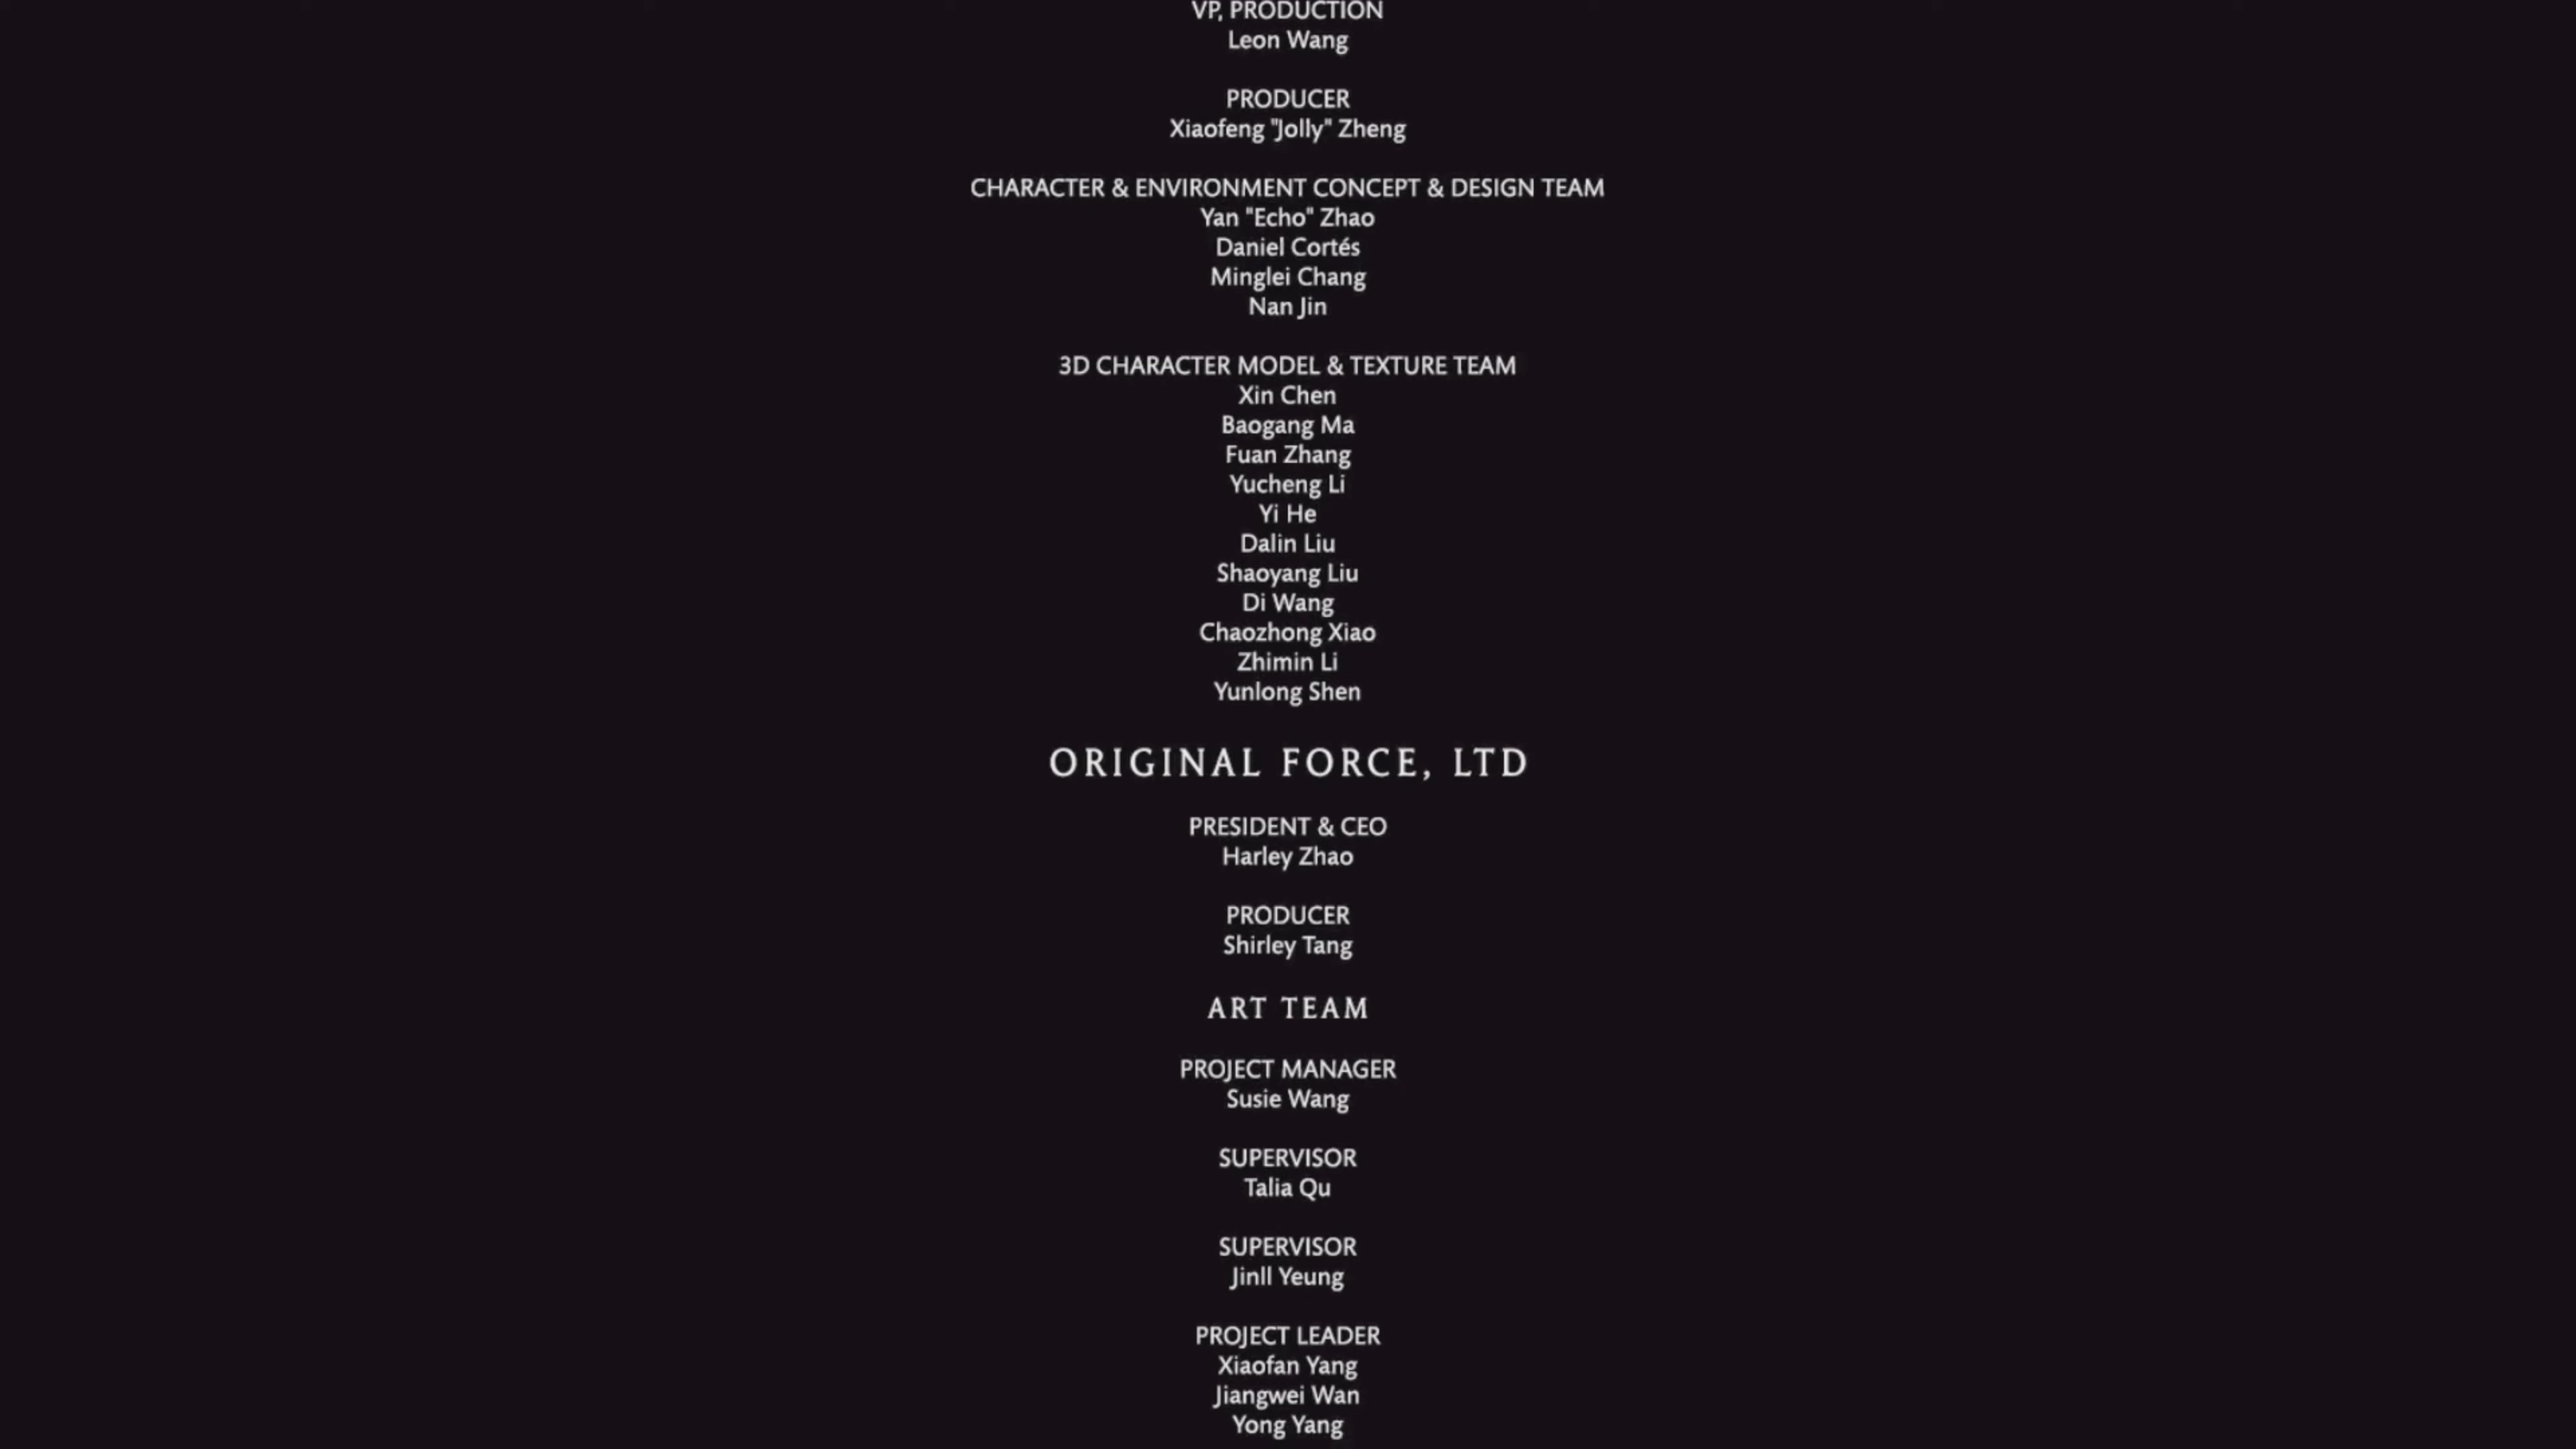 VP, PRODUCTION
Leon Wang
PRODUCER
Xiaofeng "Jolly" Zheng
CHARACTER & ENVIRONMENT CONCEPT & DESIGN TEAM
Yan "Echo" Zhao
Daniel Cortés
Minglei Chang
Nan Jin
3D CHARACTER MODEL & TEXTURE TEAM
Xin Chen
Baogang Ma
Fuan Zhang
Yucheng Li
Yi He
Dalin Liu
Shaoyang Liu
Di Wang
Chaozhong Xiao
Zhimin Li
Yunlong Shen
ORIGINAL FORCE, LTD
PRESIDENT & CEO
Harley Zhao
PRODUCER
Shirley Tang
ART TEAM
PROJECT MANAGER
Susie Wang
SUPERVISOR
Talia Qu
SUPERVISOR
Jinll Yeung
PROJECT LEADER
Xiaofan Yang
Jiangwei Wan
Yong Yang